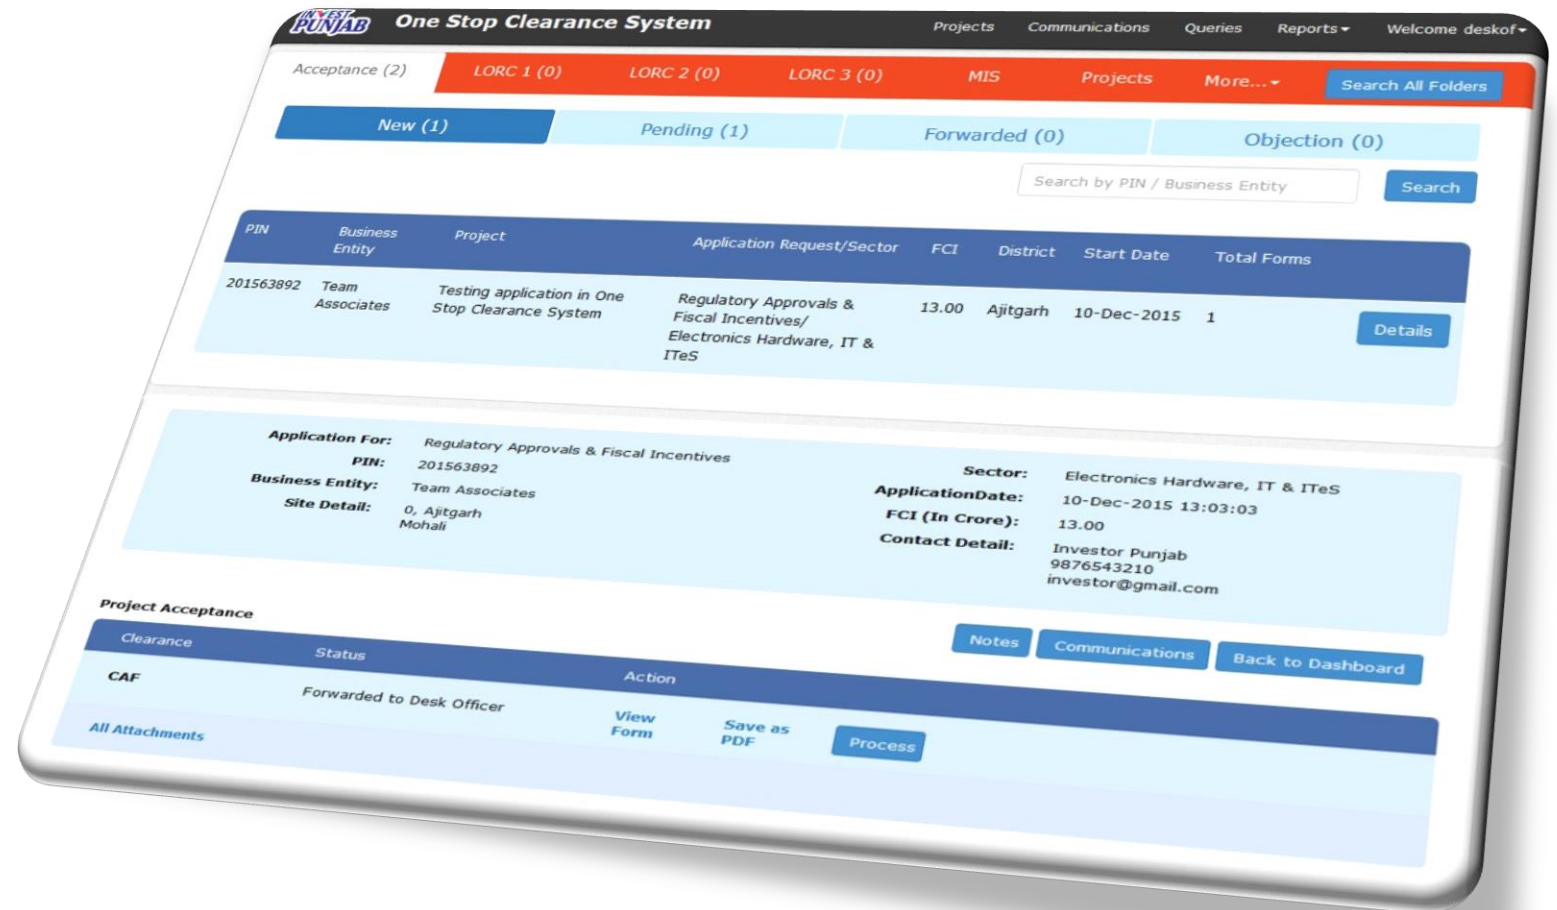 INVEST
PUNJAB
One Stop Clearance System
Projects Communications Queries Reports Welcome deskof
Acceptance (2) LORC 1 (0) LORC 2 (0) LORC 3 (0) MIS Projects More... Search All Folders
New (1) Pending (1) Forwarded (0) Objection (0)
Search by PIN / Business Entity Search
PIN Business Entity Project Application Request/Sector FCI District Start Date Total Forms
201563892 Team Associates Testing application in One Stop Clearance System Regulatory Approvals & Fiscal Incentives/ Electronics Hardware, IT & ITeS 13.00 Ajitgarh 10-Dec-2015 1 Details
Application For: Regulatory Approvals & Fiscal Incentives
PIN: 201563892
Business Entity: Team Associates
Site Detail: 0, Ajitgarh
Mohali
Sector: Electronics Hardware, IT & ITeS
ApplicationDate: 10-Dec-2015 13:03:03
FCI (In Crore): 13.00
Contact Detail: Investor Punjab
9876543210
investor@gmail.com
Project Acceptance
Notes Communications Back to Dashboard
Clearance Status Action
CAF Forwarded to Desk Officer View Form Save as PDF Process
All Attachments